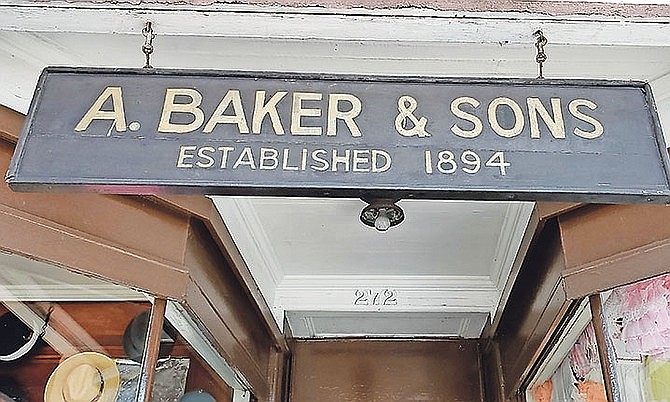 A. BAKER & SONS
ESTABLISHED 1894
272